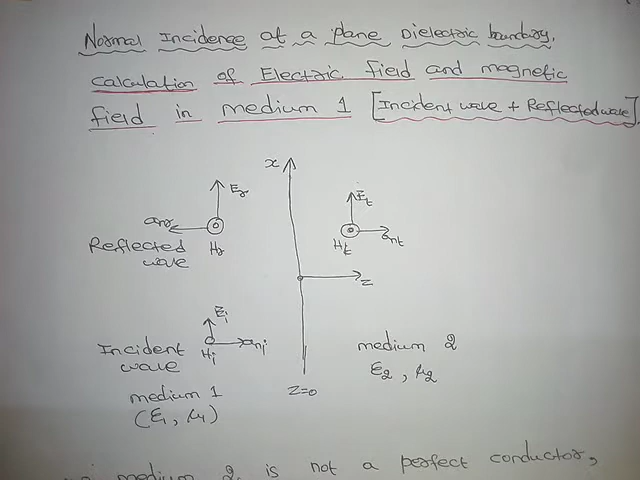 Normal Incidence at a plane Dielectric boundary.
calculation of Electric field and magnetic
field in medium 1 [Incident wave + Reflected wave]
x
Er
Et
anr
Hr
ant
Ht
Reflected
wave
z
Ei
Incident
wave
Hi
ani
medium 1
(ε1, μ1)
medium 2
ε2, μ2
z=0
medium 2 is not a perfect conductor,